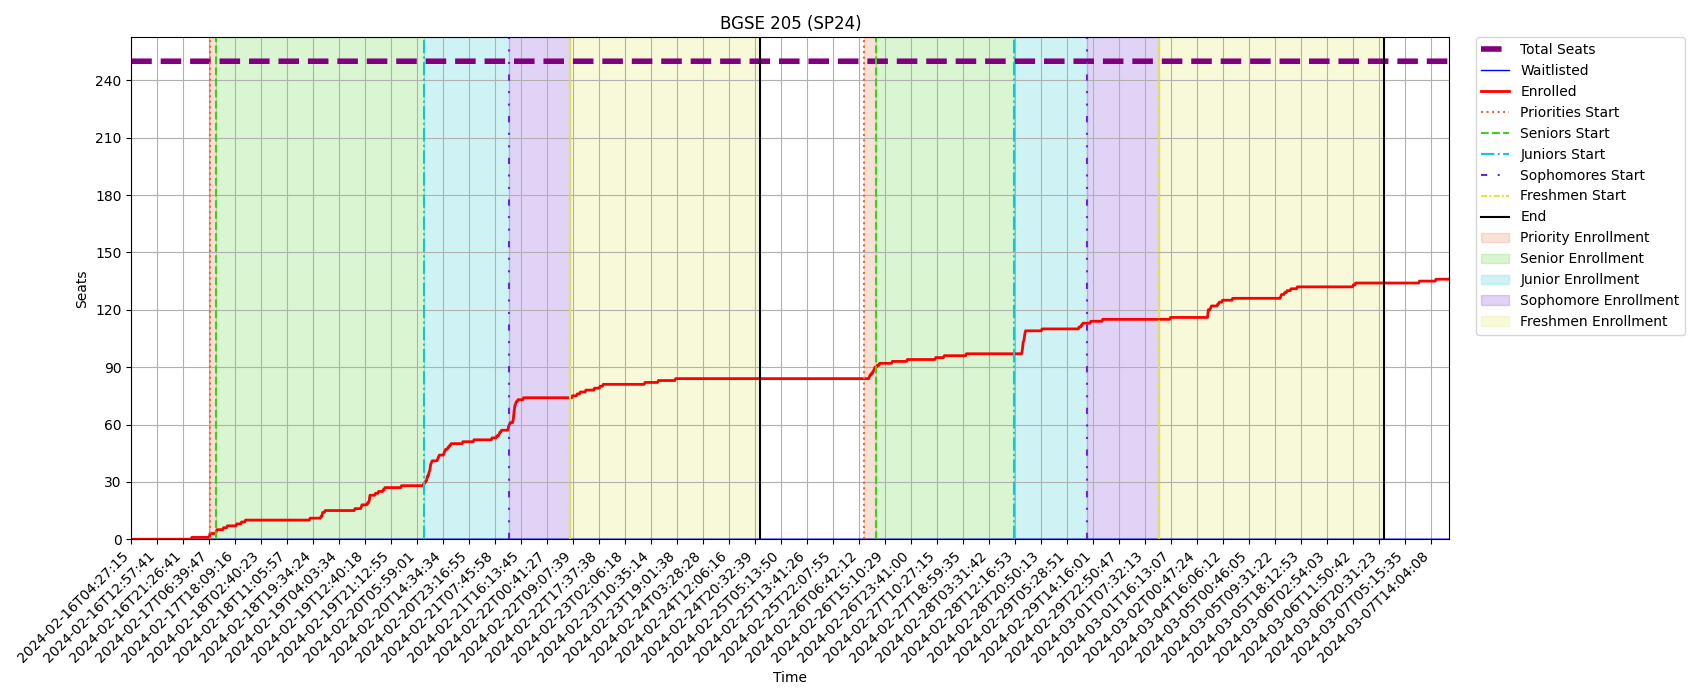 BGSE 205 (SP24)
Total Seats
Waitlisted
Enrolled
Priorities Start
Seniors Start
Juniors Start
Sophomores Start
Freshmen Start
End
Priority Enrollment
Senior Enrollment
Junior Enrollment
Sophomore Enrollment
Freshmen Enrollment
Seats
240
210
180
150
120
90
60
30
0
2024-02-16T04:27:15
2024-02-16T12:57:41
2024-02-16T21:26:41
2024-02-17T06:39:47
2024-02-17T18:09:16
2024-02-18T02:40:23
2024-02-18T11:05:57
2024-02-18T19:34:24
2024-02-19T04:03:34
2024-02-19T12:40:18
2024-02-19T21:12:55
2024-02-20T05:59:01
2024-02-20T14:34:34
2024-02-20T23:16:55
2024-02-21T07:45:58
2024-02-21T16:13:45
2024-02-22T00:41:27
2024-02-22T09:07:39
2024-02-22T17:37:38
2024-02-23T02:06:18
2024-02-23T10:35:14
2024-02-23T19:01:38
2024-02-24T03:28:28
2024-02-24T12:06:16
2024-02-24T20:32:39
2024-02-25T05:13:50
2024-02-25T13:41:26
2024-02-25T22:07:55
2024-02-26T06:42:12
2024-02-26T15:10:29
2024-02-26T23:41:00
2024-02-27T10:27:15
2024-02-27T18:59:35
2024-02-28T03:31:42
2024-02-28T12:16:53
2024-02-28T20:50:13
2024-02-29T05:28:51
2024-02-29T14:16:01
2024-02-29T22:50:47
2024-03-01T07:32:13
2024-03-01T16:13:07
2024-03-02T00:47:24
2024-03-04T16:06:12
2024-03-05T00:46:05
2024-03-05T09:31:22
2024-03-05T18:12:53
2024-03-06T02:54:03
2024-03-06T11:50:42
2024-03-06T20:31:23
2024-03-07T05:15:35
2024-03-07T14:04:08
Time